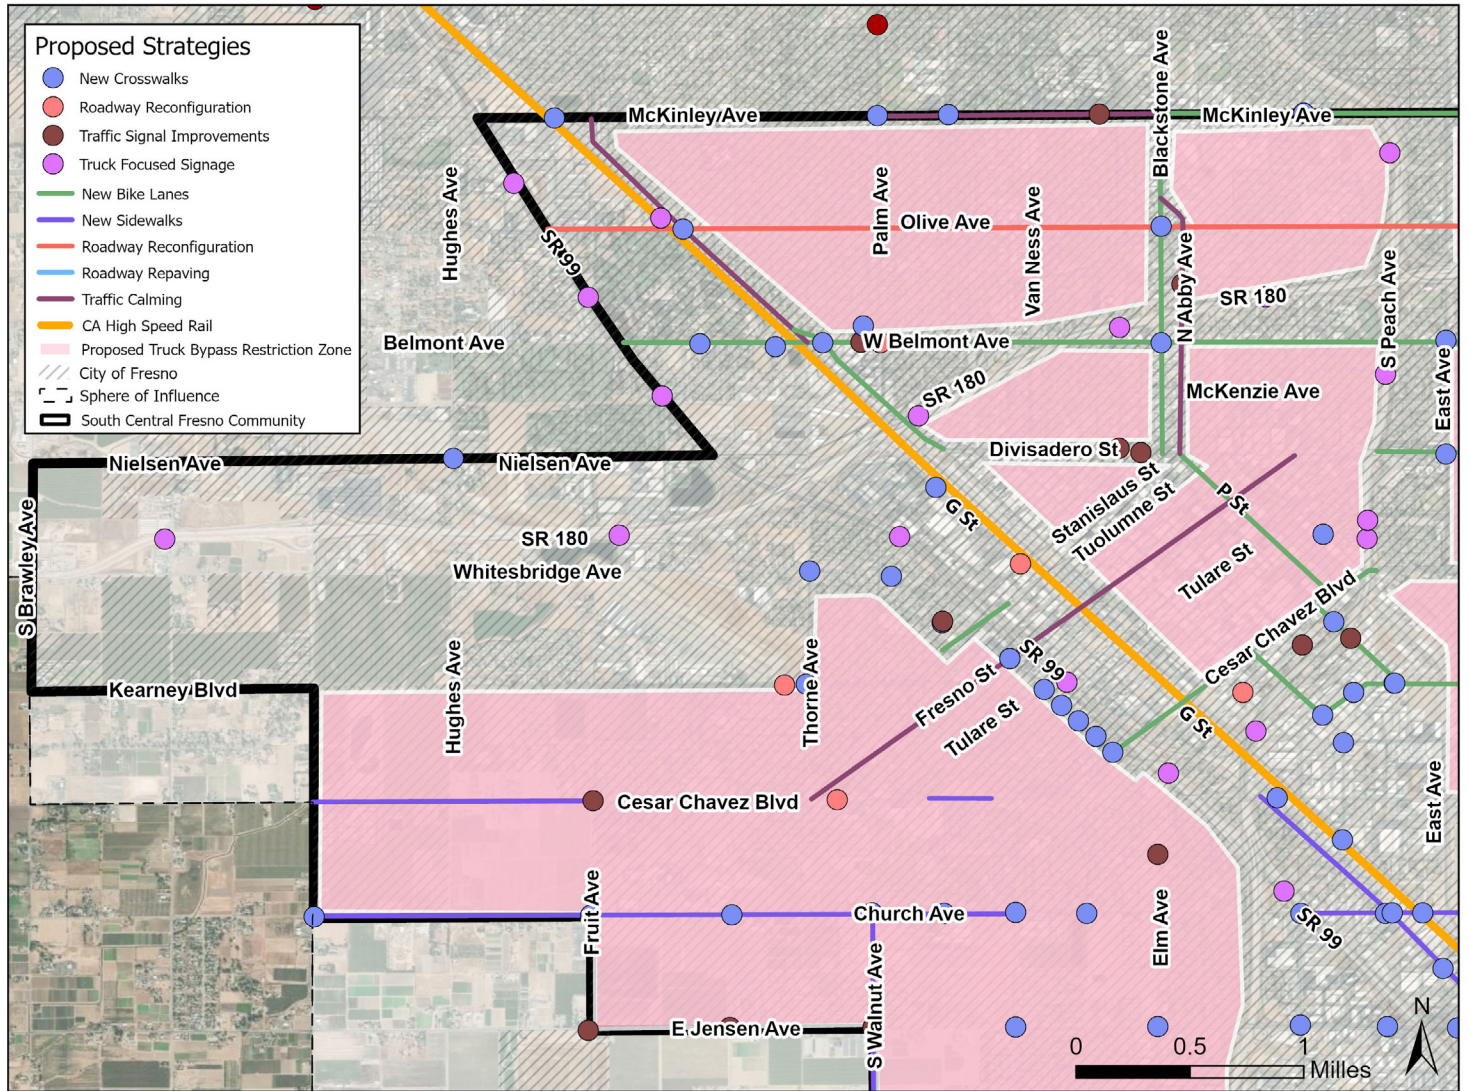 Proposed Strategies
New Crosswalks
Roadway Reconfiguration
Traffic Signal Improvements
Truck Focused Signage
New Bike Lanes
New Sidewalks
Roadway Reconfiguration
Roadway Repaving
Traffic Calming
CA High Speed Rail
Proposed Truck Bypass Restriction Zone
City of Fresno
Sphere of Influence
South Central Fresno Community
McKinley Ave
McKinley Ave
Blackstone Ave
Hughes Ave
Palm Ave
Olive Ave
Van Ness Ave
SR 99
N Abby Ave
SR 180
S Peach Ave
Belmont Ave
W Belmont Ave
SR 180
McKenzie Ave
East Ave
Divisadero St
Nielsen Ave
Nielsen Ave
S Brawley Ave
G St
Stanislaus St
Tuolumne St
P St
SR 180
Whitesbridge Ave
Tulare St
Cesar Chavez Blvd
Kearney Blvd
Hughes Ave
Thorne Ave
SR 99
Fresno St
Tulare St
G St
Cesar Chavez Blvd
East Ave
Fruit Ave
Church Ave
Elm Ave
SR 99
S Walnut Ave
E Jensen Ave
N
0 0.5 1
Milles